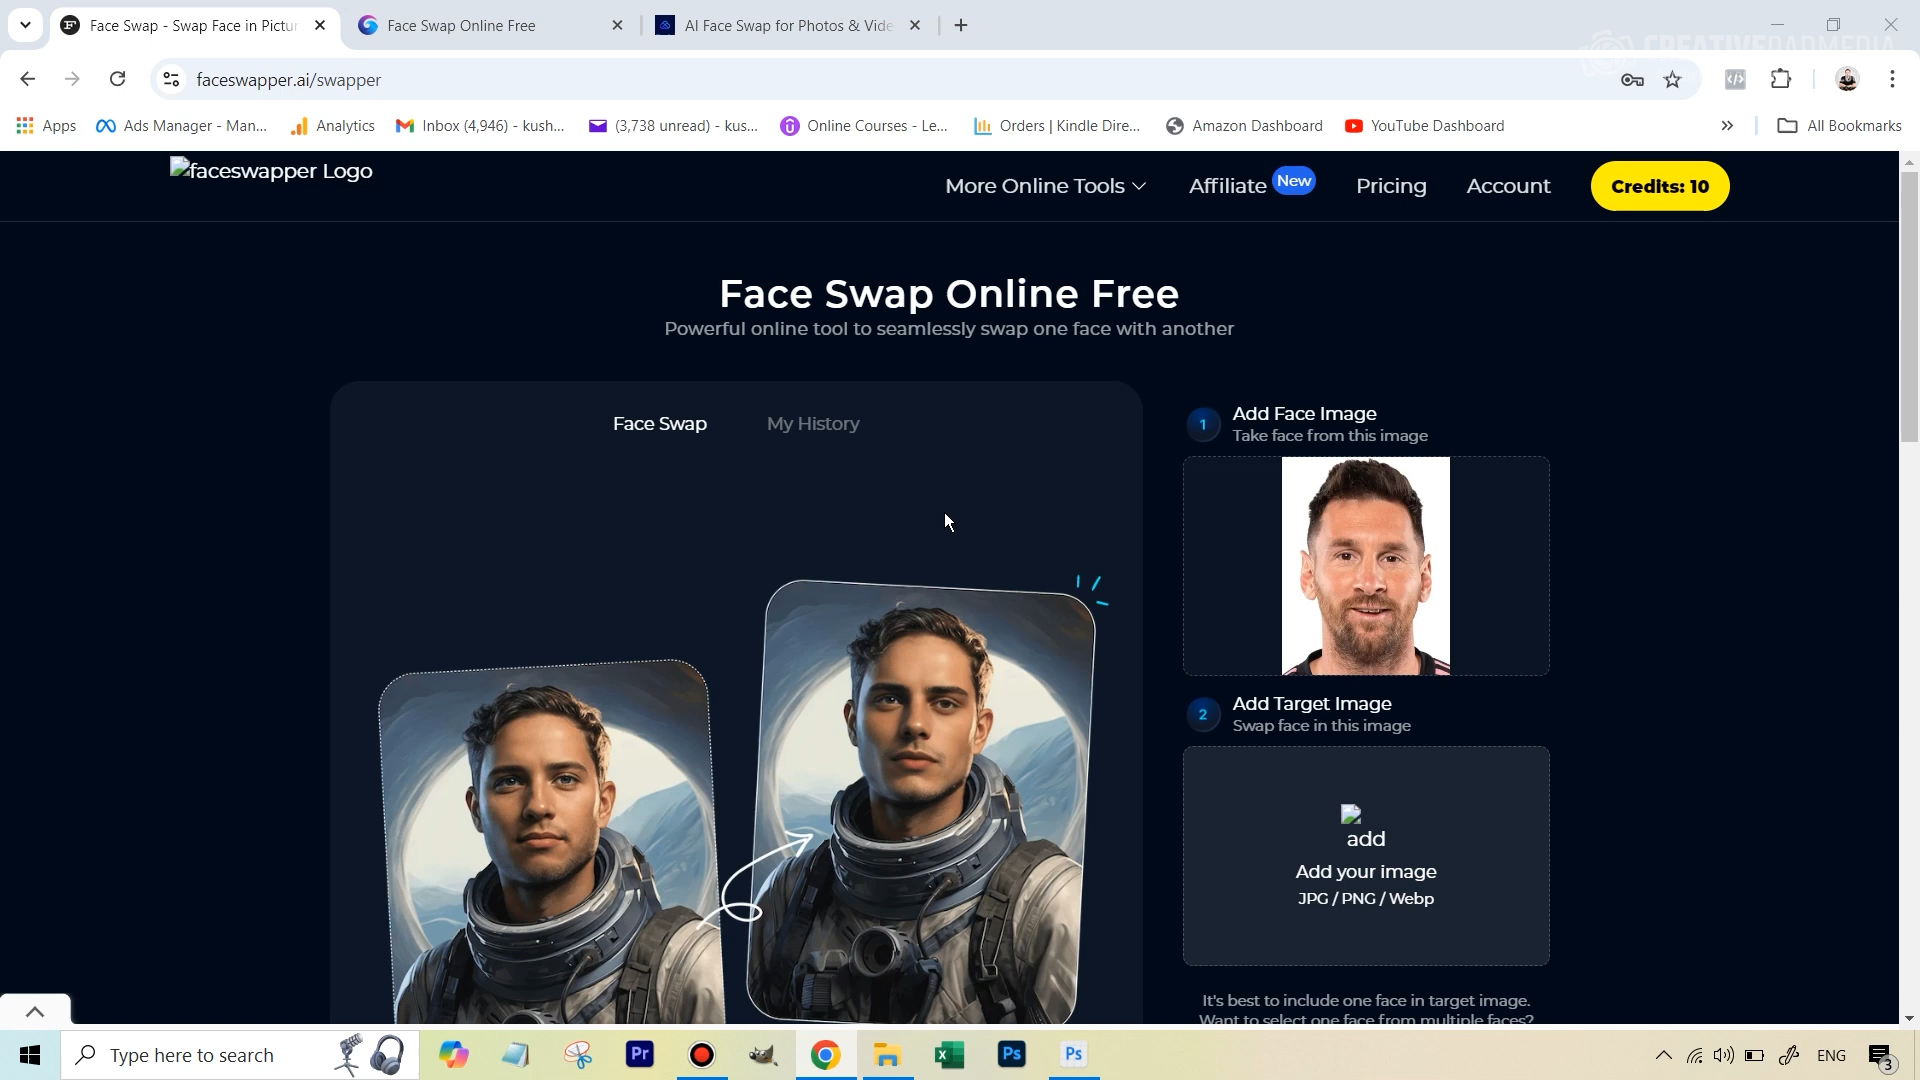 Face Swap - Swap Face in Pictur
Face Swap Online Free
AI Face Swap for Photos & Vide
CREATIVEDADMEDIA
faceswapper.ai/swapper
Apps
Ads Manager - Man...
Analytics
Inbox (4,946) - kush...
(3,738 unread) - kus...
Online Courses - Le...
Orders | Kindle Dire...
Amazon Dashboard
YouTube Dashboard
All Bookmarks
faceswapper Logo
More Online Tools
Affiliate
New
Pricing
Account
Credits: 10
Face Swap Online Free
Powerful online tool to seamlessly swap one face with another
Face Swap
My History
1
Add Face Image
Take face from this image
2
Add Target Image
Swap face in this image
add
Add your image
JPG / PNG / Webp
It's best to include one face in target image.
Want to select one face from multiple faces?
Type here to search
Pr
Ps
Ps
ENG
3